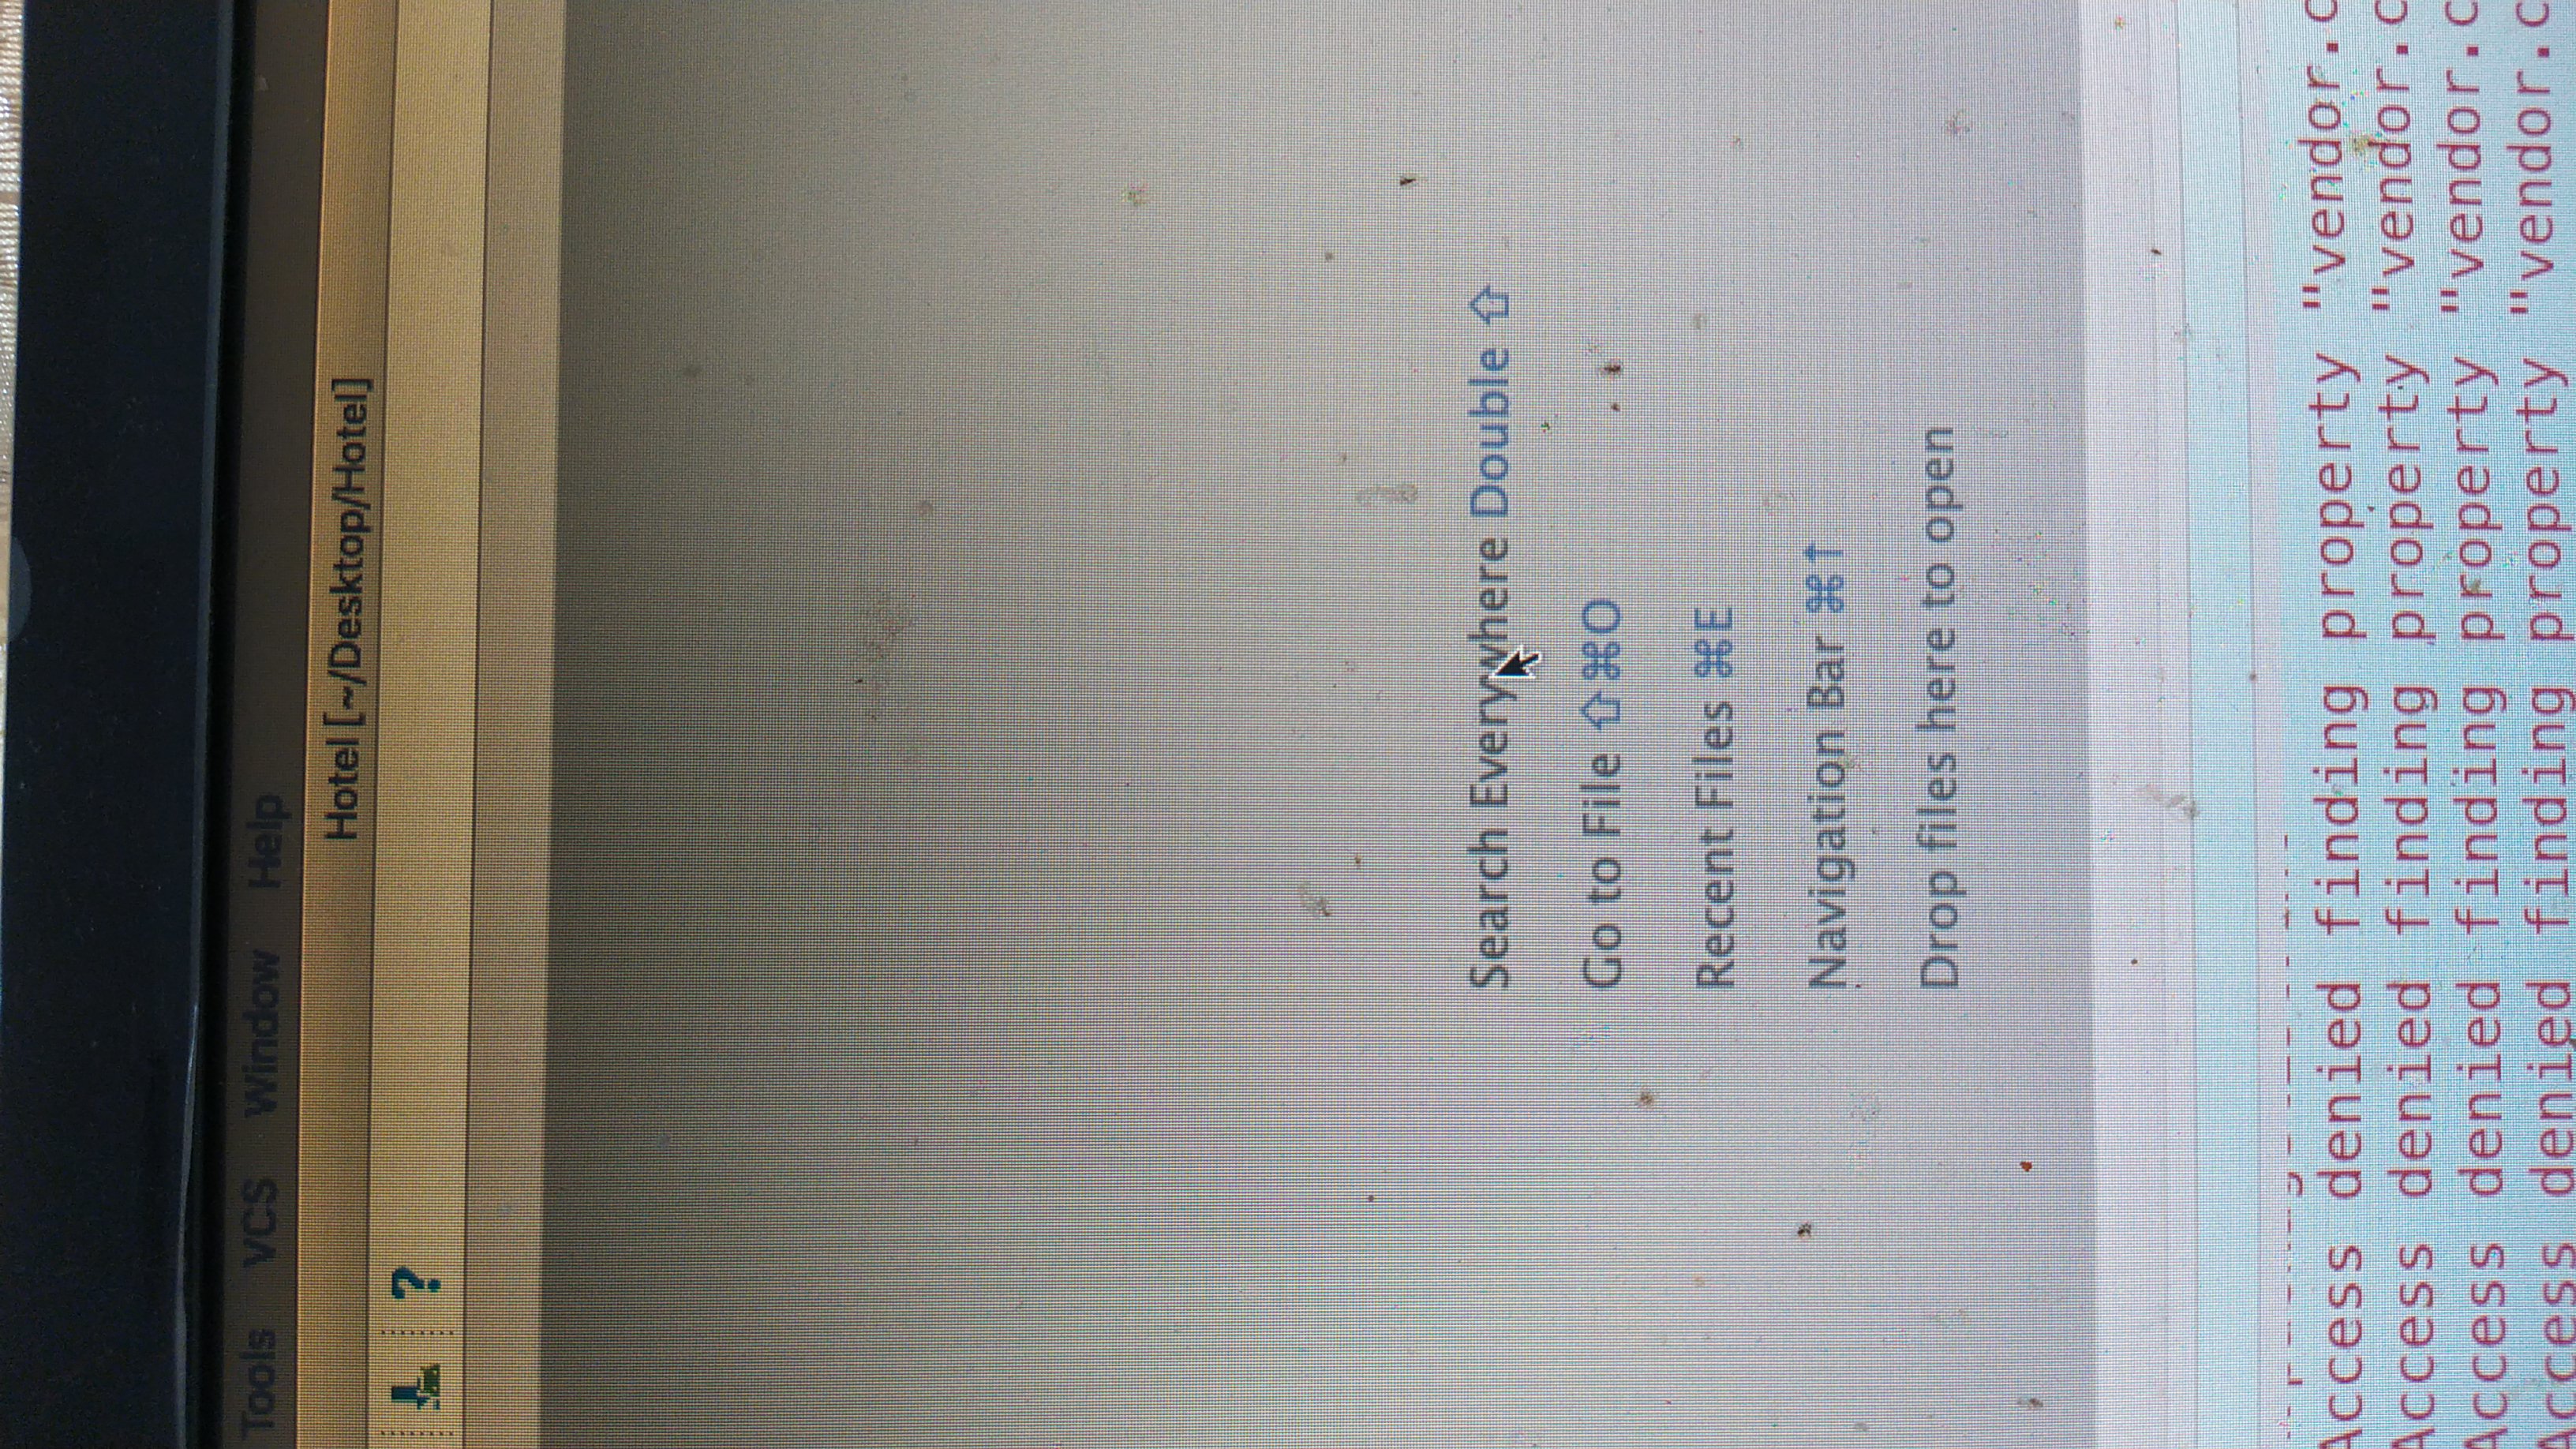 Tools VCS Window Help
Hotel [~/Desktop/Hotel]
?
Search Everywhere Double ⇧
Go to File ⇧⌘O
Recent Files ⌘E
Navigation Bar ⌘↑
Drop files here to open
Access denied finding property "vendor.c
Access denied finding property "vendor.c
Access denied finding property "vendor.c
Access denied finding property "vendor.c